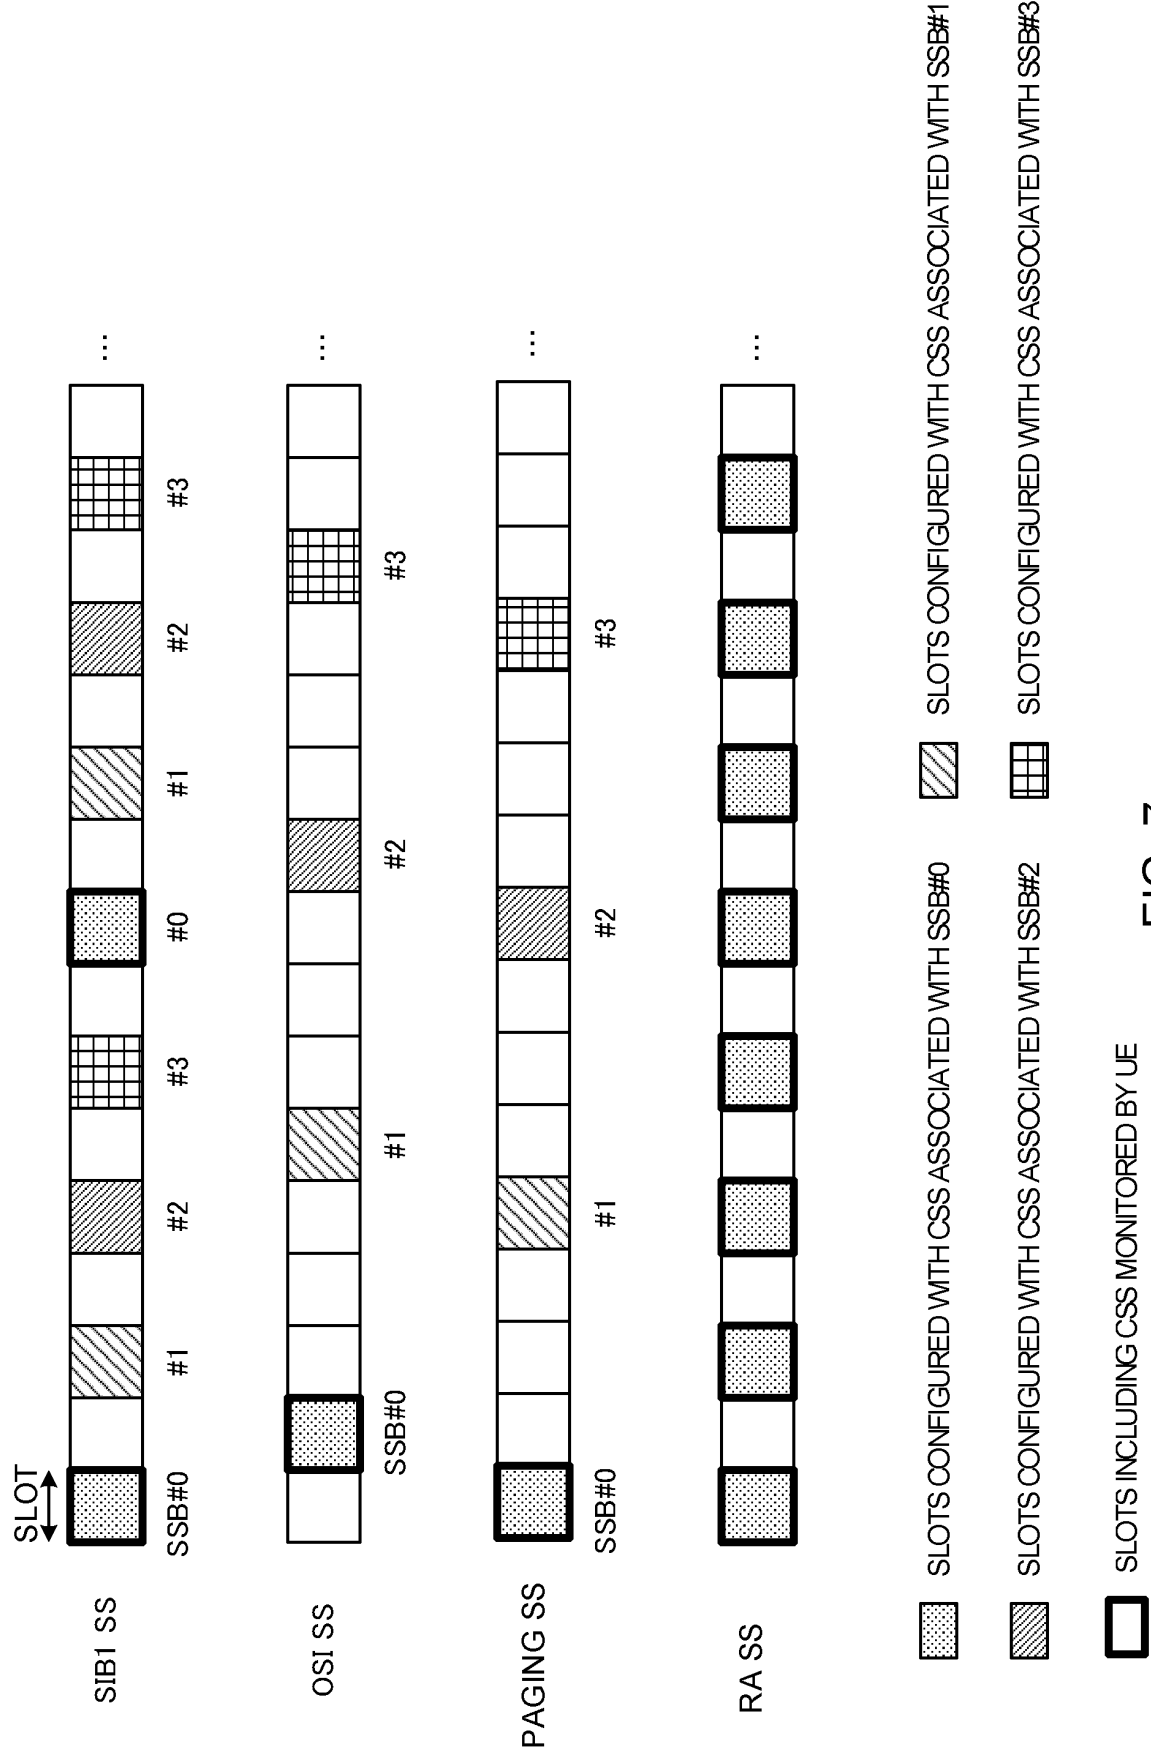 SLOT
SIB1 SS
SSB#0 #1 #2 #3 #0 #1 #2 #3
...
OSI SS
SSB#0 #1 #2 #3
...
PAGING SS
SSB#0 #1 #2 #3
...
RA SS
...
SLOTS CONFIGURED WITH CSS ASSOCIATED WITH SSB#0
SLOTS CONFIGURED WITH CSS ASSOCIATED WITH SSB#1
SLOTS CONFIGURED WITH CSS ASSOCIATED WITH SSB#2
SLOTS CONFIGURED WITH CSS ASSOCIATED WITH SSB#3
SLOTS INCLUDING CSS MONITORED BY UE